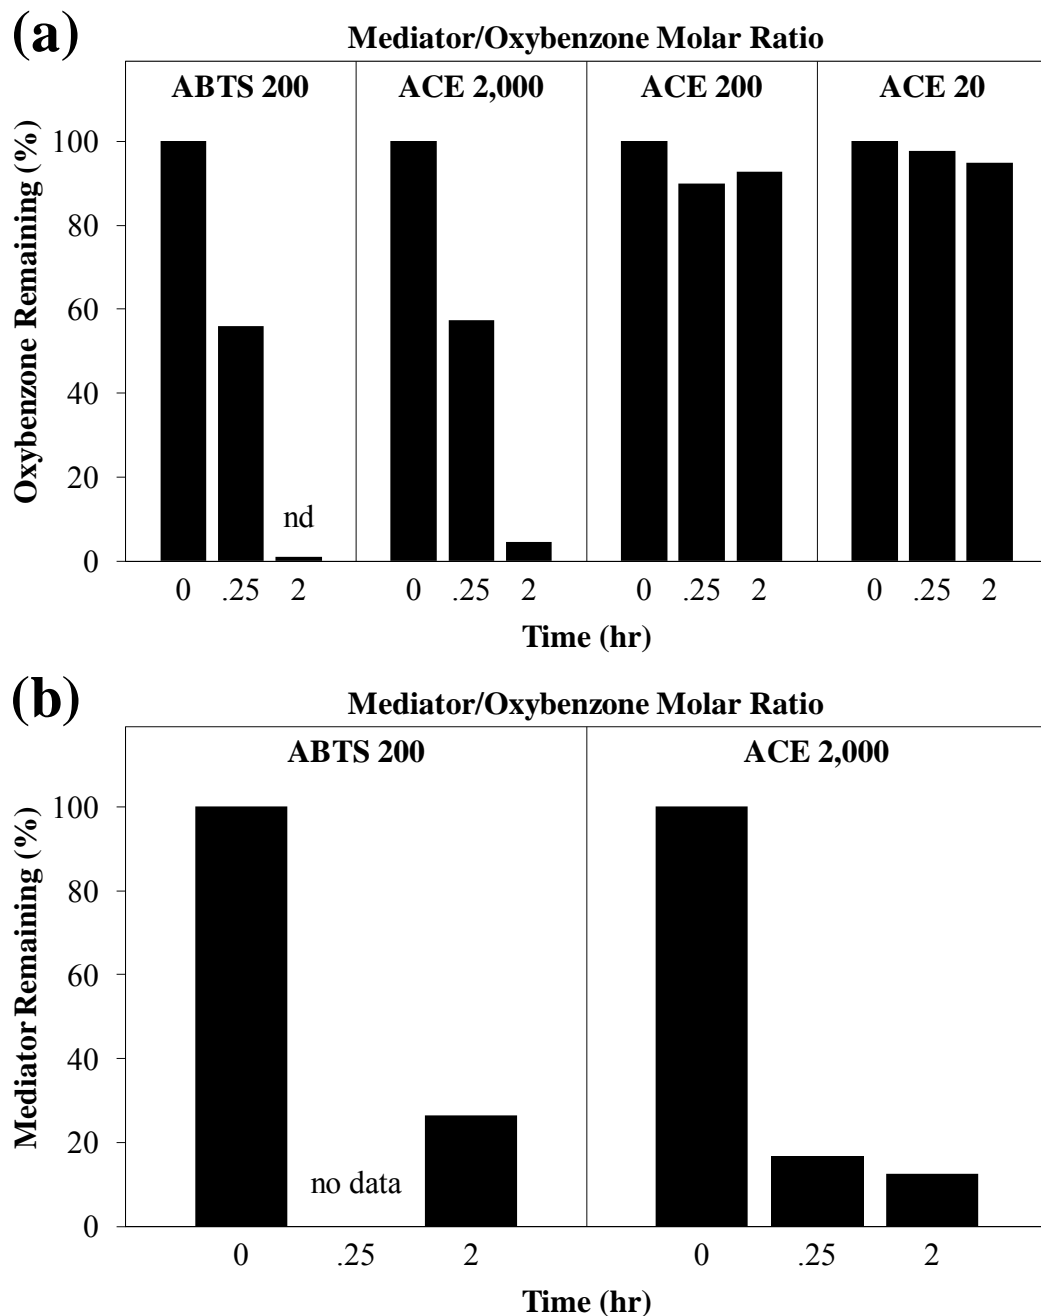 (a)
Mediator/Oxybenzone Molar Ratio
ABTS 200 ACE 2,000 ACE 200 ACE 20
Oxybenzone Remaining (%)
100
80
60
40
20
0
nd
0 .25 2 0 .25 2 0 .25 2 0 .25 2
Time (hr)
(b)
Mediator/Oxybenzone Molar Ratio
ABTS 200 ACE 2,000
Mediator Remaining (%)
100
80
60
40
20
0
no data
0 .25 2 0 .25 2
Time (hr)